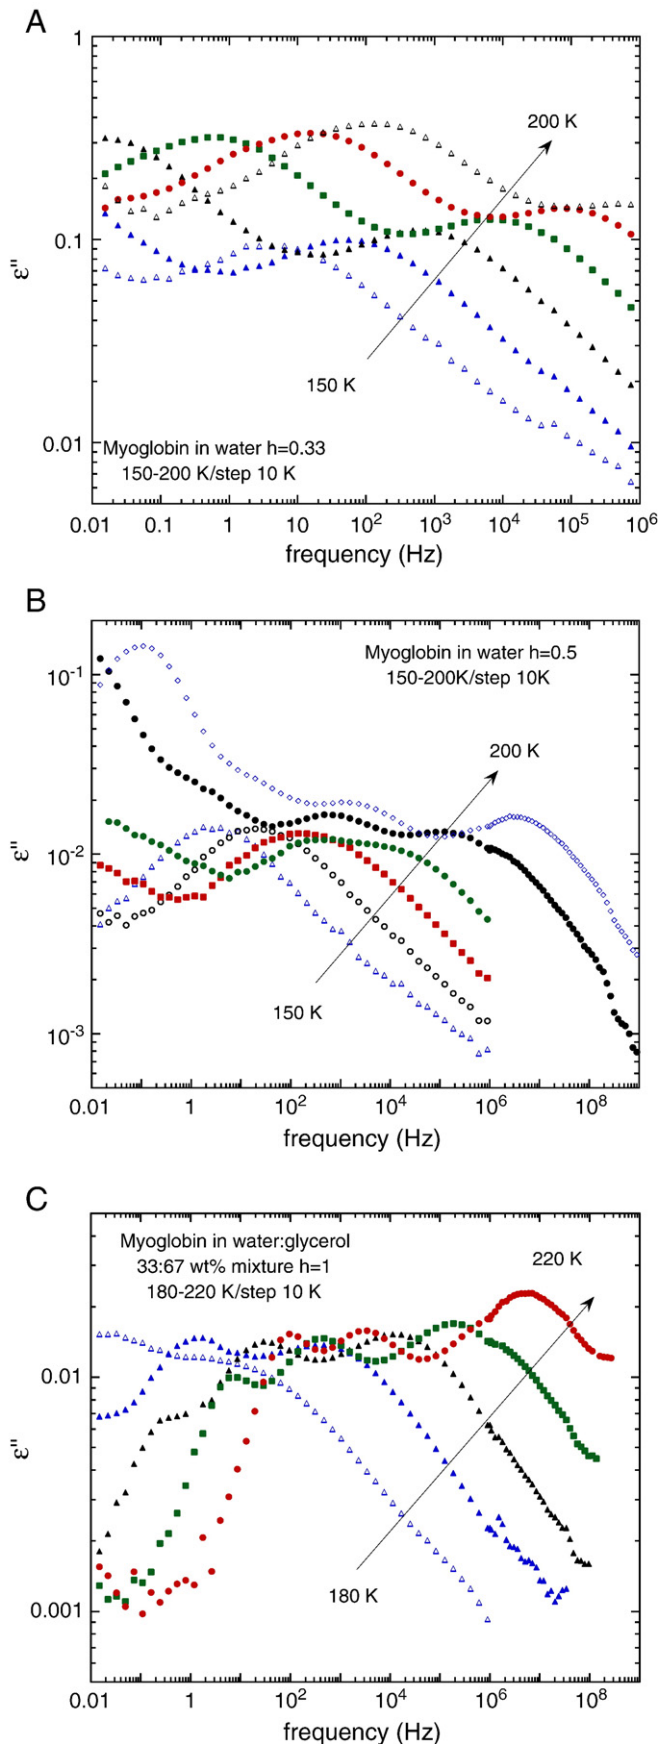 A
1
200 K
0.1
ε"
150 K
0.01
Myoglobin in water h=0.33
150-200 K/step 10 K
0.01 0.1 1 10 10² 10³ 10⁴ 10⁵ 10⁶
frequency (Hz)
B
Myoglobin in water h=0.5
150-200K/step 10K
10⁻¹
200 K
ε"
10⁻²
150 K
10⁻³
0.01 1 10² 10⁴ 10⁶ 10⁸
frequency (Hz)
C
Myoglobin in water:glycerol
33:67 wt% mixture h=1
180-220 K/step 10 K
220 K
0.01
ε"
180 K
0.001
0.01 1 10² 10⁴ 10⁶ 10⁸
frequency (Hz)